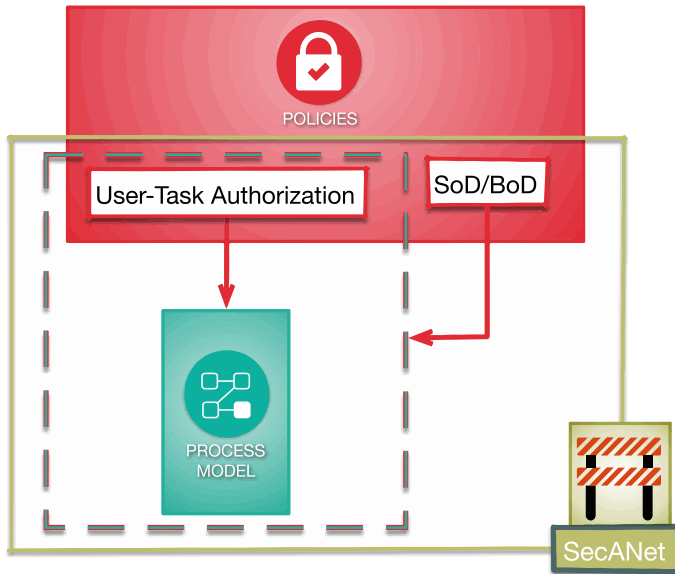 POLICIES
User-Task Authorization
SoD/BoD
PROCESS
MODEL
SecANet